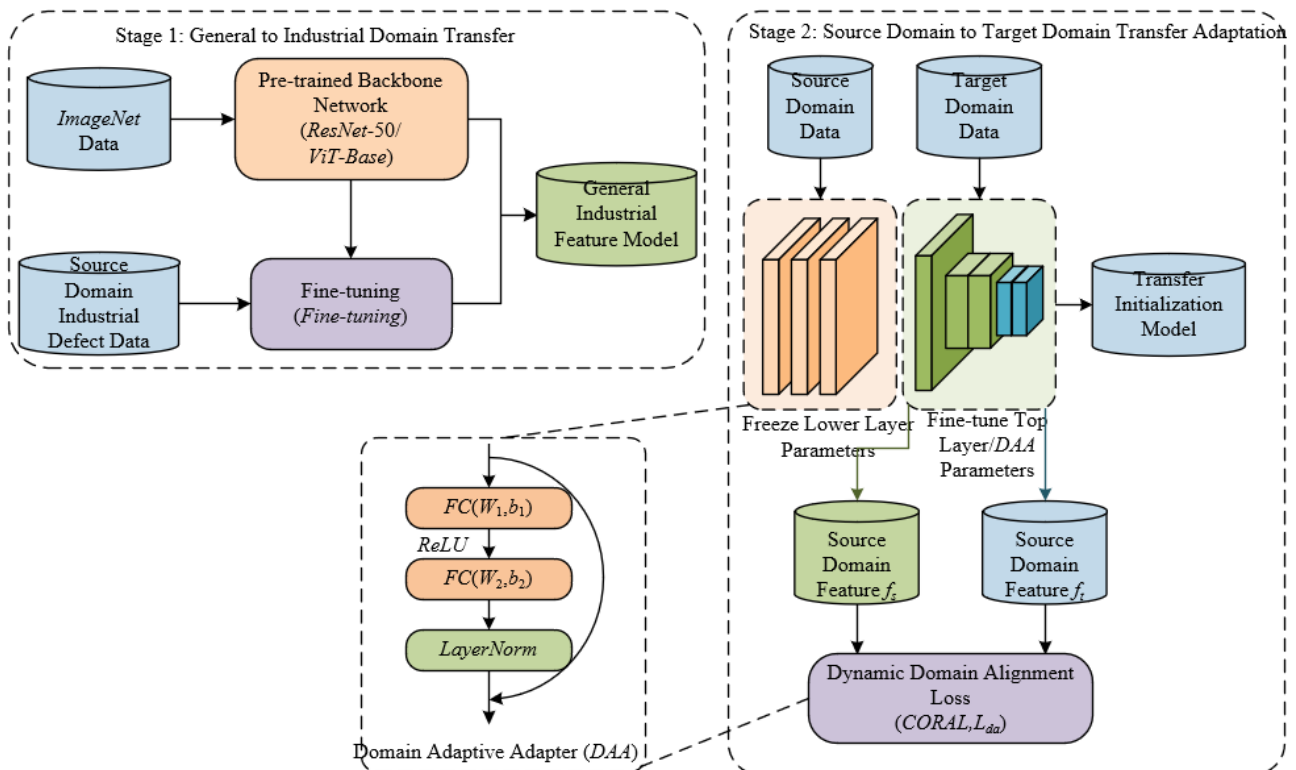 Stage 1: General to Industrial Domain Transfer
ImageNet
Data
Pre-trained Backbone
Network
(ResNet-50/
ViT-Base)
General
Industrial
Feature Model
Source
Domain
Industrial
Defect Data
Fine-tuning
(Fine-tuning)
Stage 2: Source Domain to Target Domain Transfer Adaptation
Source
Domain
Data
Target
Domain
Data
Transfer
Initialization
Model
Freeze Lower Layer
Parameters
Fine-tune Top
Layer/DAA
Parameters
Source
Domain
Feature fs
Source
Domain
Feature ft
Dynamic Domain Alignment
Loss
(CORAL,Lda)
FC(W1,b1)
ReLU
FC(W2,b2)
LayerNorm
Domain Adaptive Adapter (DAA)